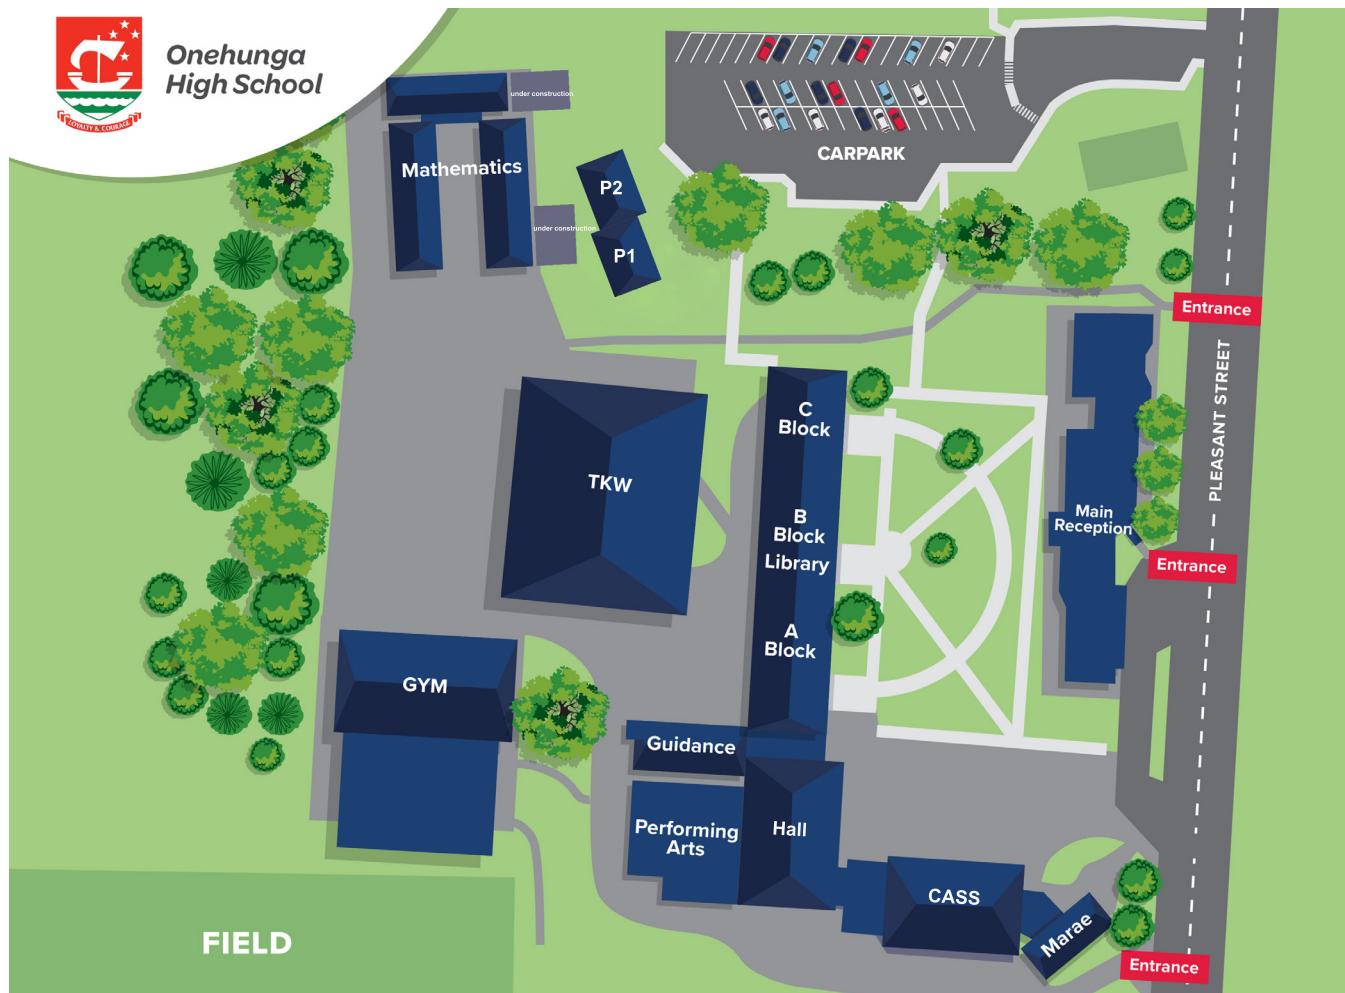 Onehunga
High School
LOYALTY & COURAGE
under construction
Mathematics
P2
under construction
P1
CARPARK
Entrance
PLEASANT STREET
C
Block
TKW
B
Block
Library
Main
Reception
Entrance
A
Block
GYM
Guidance
Performing
Arts
Hall
CASS
Marae
FIELD
Entrance